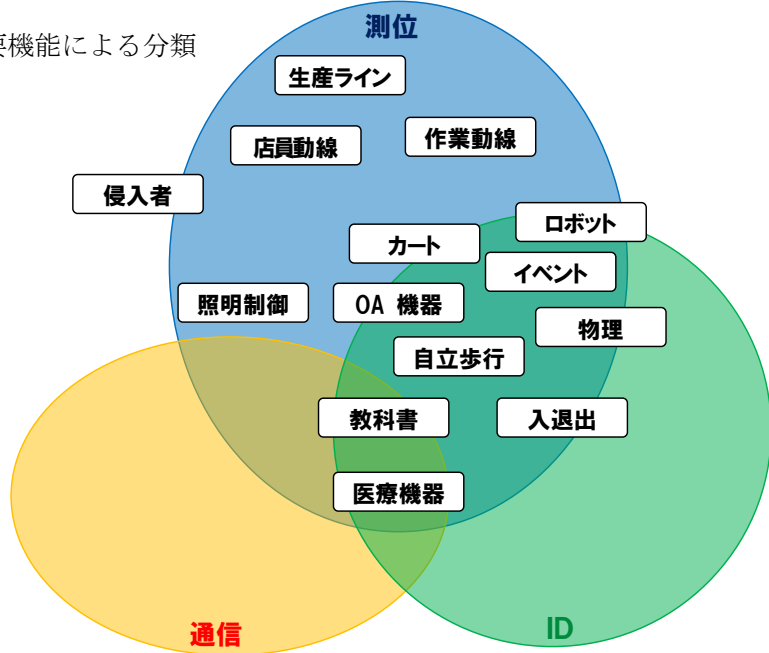 測位
要機能による分類
生産ライン
店員動線
作業動線
侵入者
ロボット
カート
イベント
照明制御
OA 機器
物理
自立歩行
教科書
入退出
医療機器
通信
ID